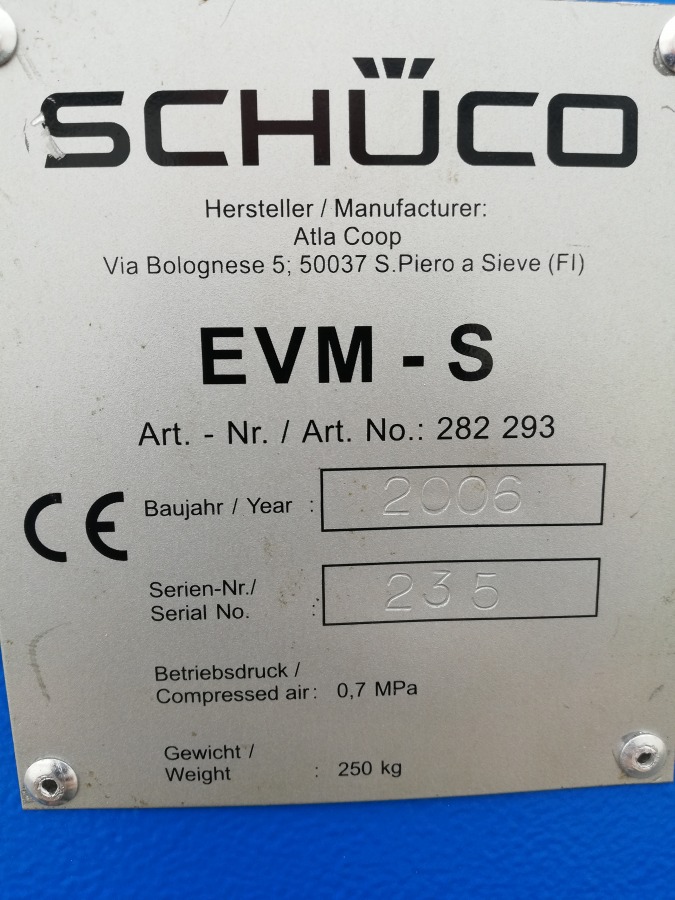 SCHÜCO
Hersteller / Manufacturer:
Atla Coop
Via Bolognese 5; 50037 S.Piero a Sieve (FI)
EVM - S
Art. - Nr. / Art. No.: 282 293
CE
Baujahr / Year : 2006
Serien-Nr./
Serial No. : 235
Betriebsdruck /
Compressed air: 0,7 MPa
Gewicht /
Weight : 250 kg